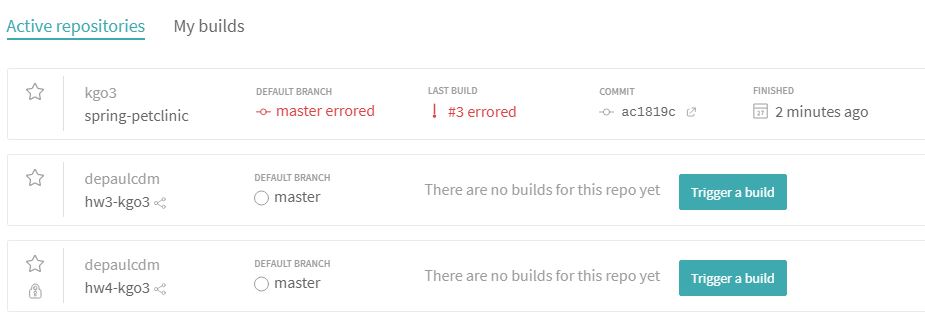 Active repositories My builds
kgo3 DEFAULT BRANCH LAST BUILD COMMIT FINISHED
spring-petclinic master errored #3 errored ac1819c 27 2 minutes ago
depaulcdm DEFAULT BRANCH There are no builds for this repo yet Trigger a build
hw3-kgo3 master
depaulcdm DEFAULT BRANCH There are no builds for this repo yet Trigger a build
hw4-kgo3 master